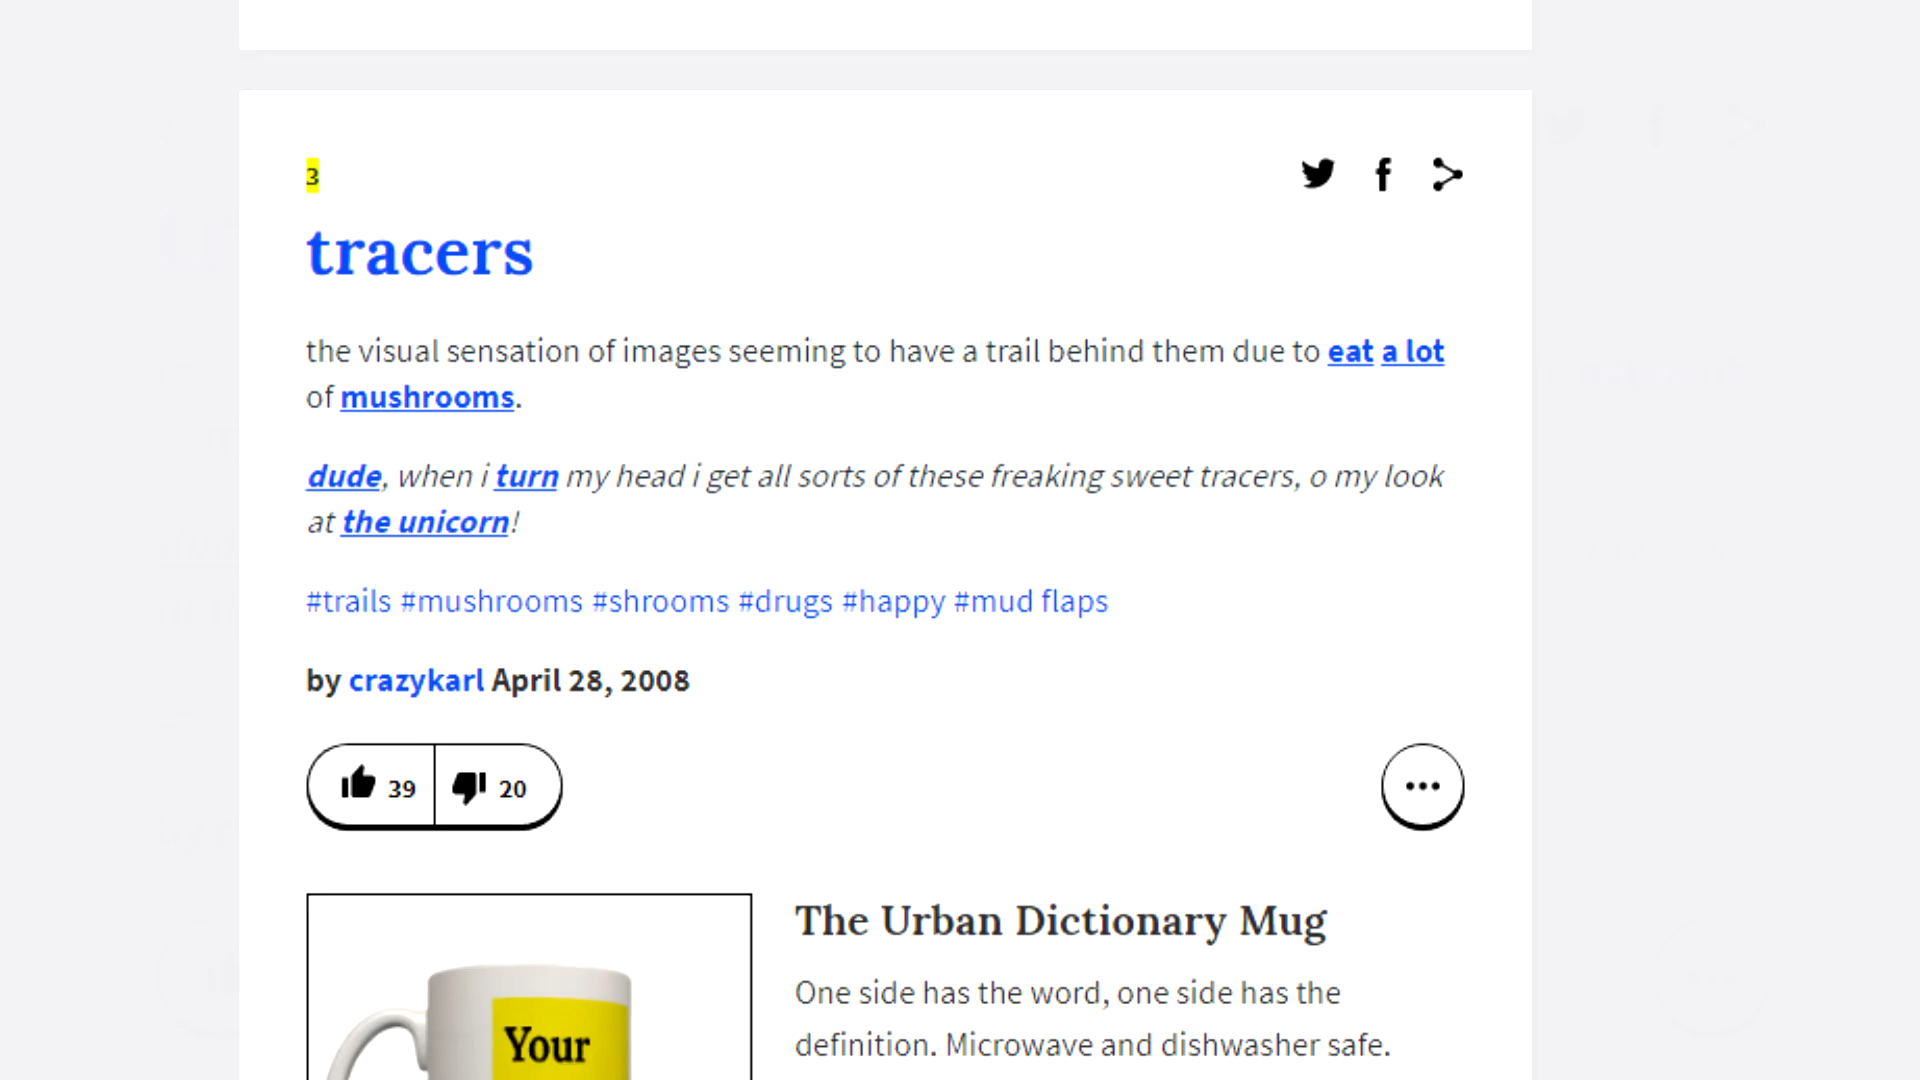 3
tracers
the visual sensation of images seeming to have a trail behind them due to eat a lot
of mushrooms.
dude, when i turn my head i get all sorts of these freaking sweet tracers, o my look
at the unicorn!
#trails #mushrooms #shrooms #drugs #happy #mud flaps
by crazykarl April 28, 2008
39 20
The Urban Dictionary Mug
One side has the word, one side has the
definition. Microwave and dishwasher safe.
Your